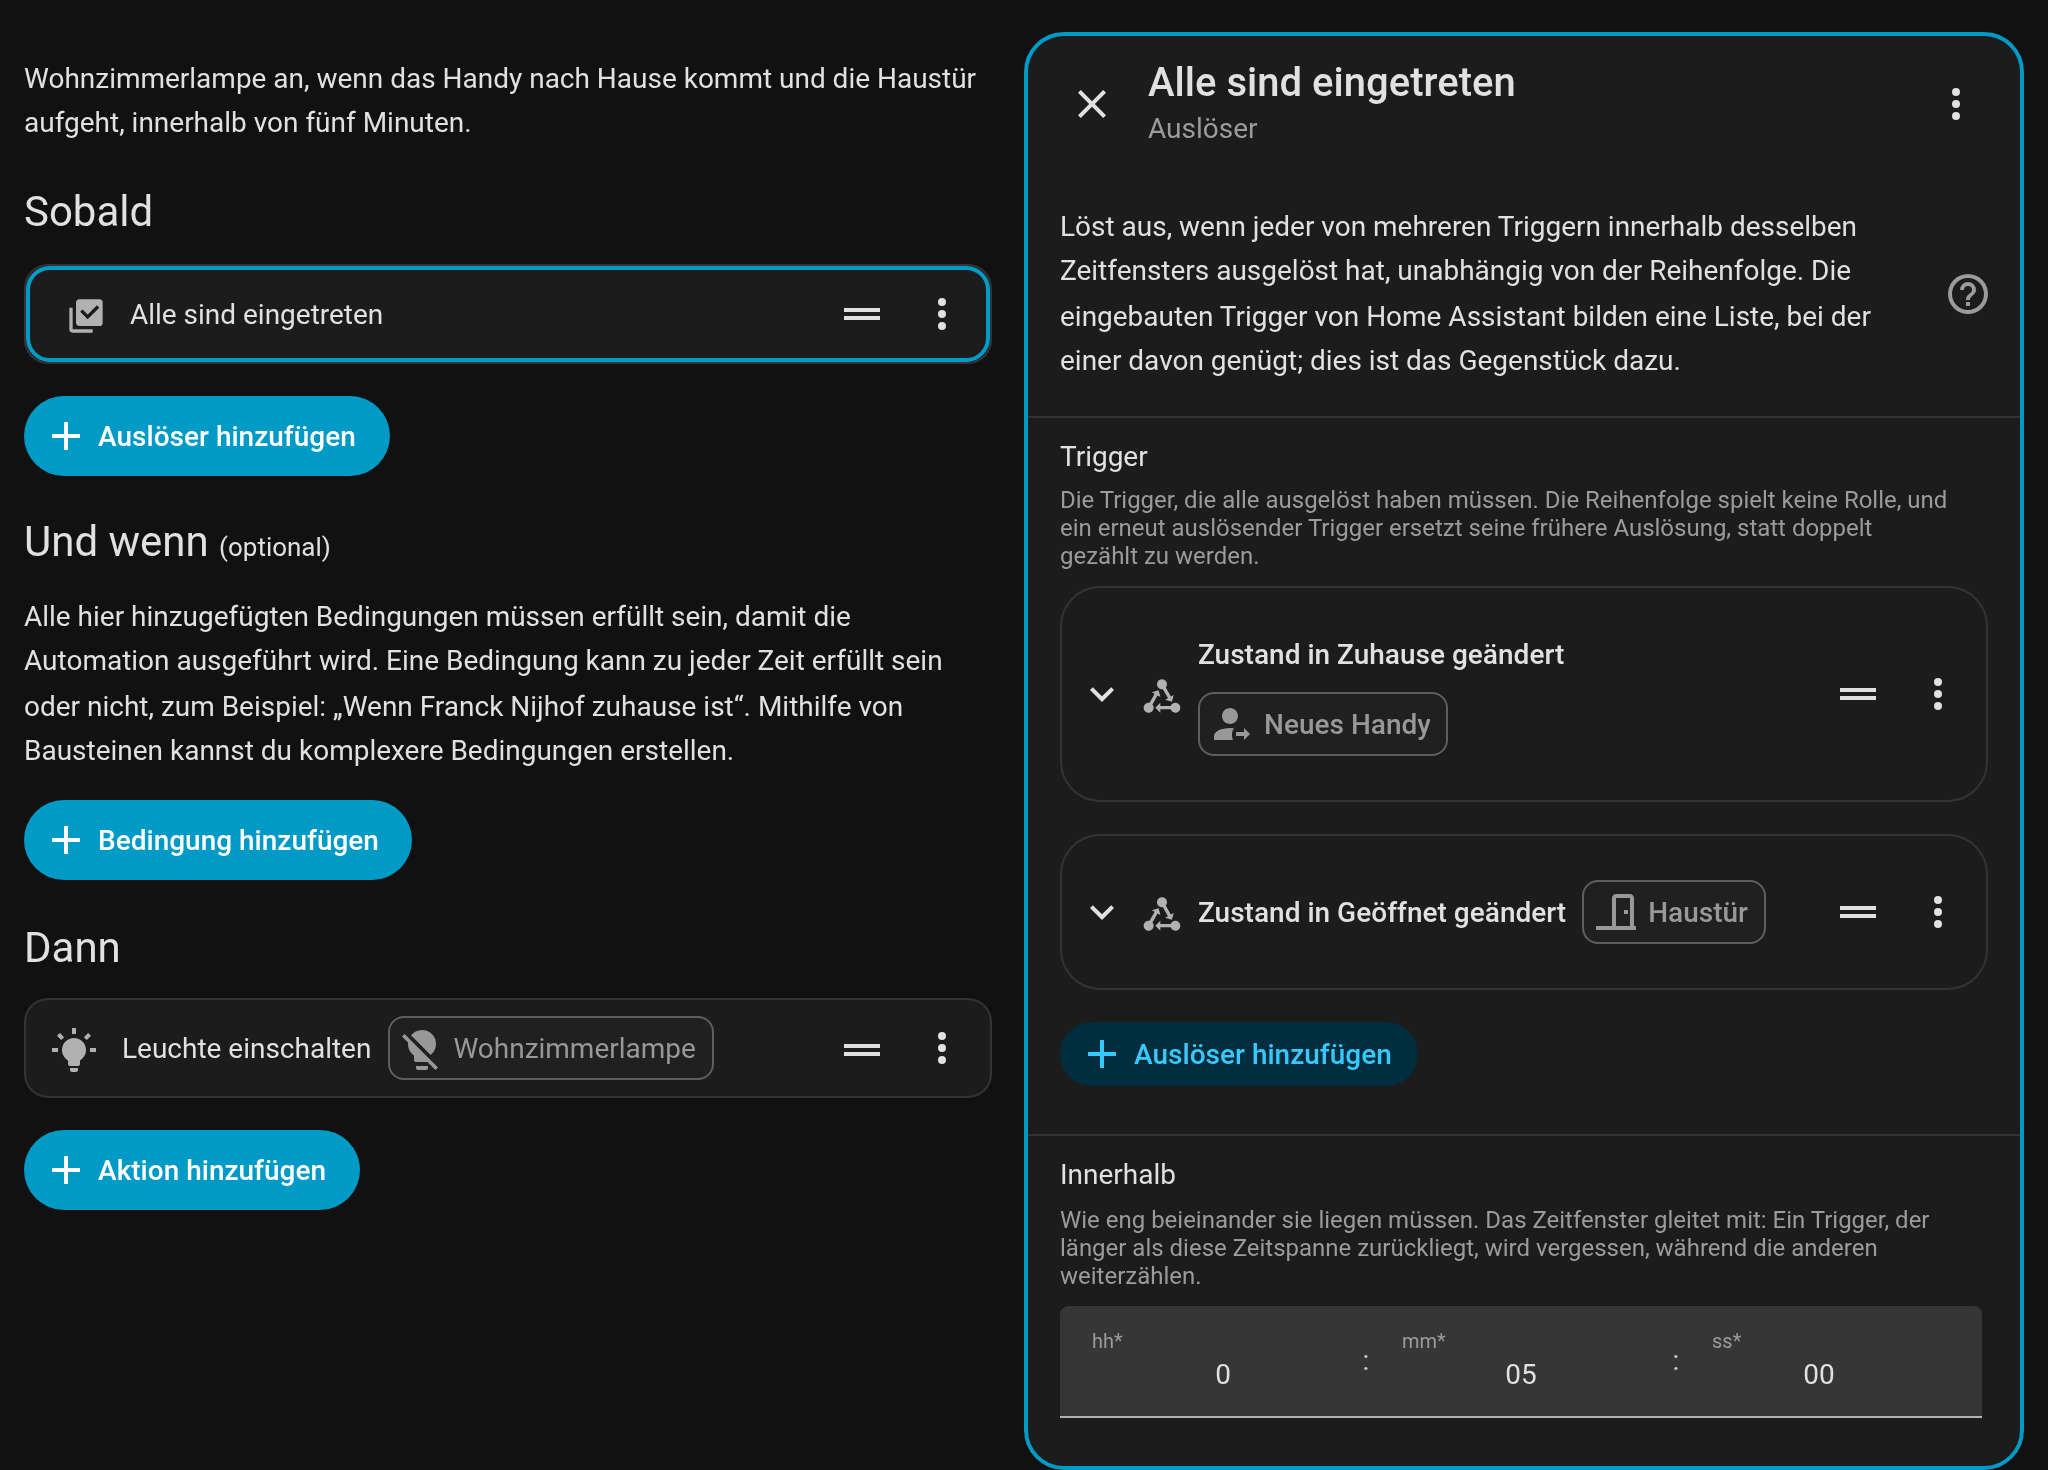 Wohnzimmerlampe an, wenn das Handy nach Hause kommt und die Haustür
aufgeht, innerhalb von fünf Minuten.
Sobald
Alle sind eingetreten
Auslöser hinzufügen
Und wenn (optional)
Alle hier hinzugefügten Bedingungen müssen erfüllt sein, damit die
Automation ausgeführt wird. Eine Bedingung kann zu jeder Zeit erfüllt sein
oder nicht, zum Beispiel: „Wenn Franck Nijhof zuhause ist“. Mithilfe von
Bausteinen kannst du komplexere Bedingungen erstellen.
Bedingung hinzufügen
Dann
Leuchte einschalten Wohnzimmerlampe
Aktion hinzufügen
Alle sind eingetreten
Auslöser
Löst aus, wenn jeder von mehreren Triggern innerhalb desselben
Zeitfensters ausgelöst hat, unabhängig von der Reihenfolge. Die
eingebauten Trigger von Home Assistant bilden eine Liste, bei der
einer davon genügt; dies ist das Gegenstück dazu.
Trigger
Die Trigger, die alle ausgelöst haben müssen. Die Reihenfolge spielt keine Rolle, und
ein erneut auslösender Trigger ersetzt seine frühere Auslösung, statt doppelt
gezählt zu werden.
Zustand in Zuhause geändert
Neues Handy
Zustand in Geöffnet geändert Haustür
Auslöser hinzufügen
Innerhalb
Wie eng beieinander sie liegen müssen. Das Zeitfenster gleitet mit: Ein Trigger, der
länger als diese Zeitspanne zurückliegt, wird vergessen, während die anderen
weiterzählen.
hh* mm* ss*
0 : 05 : 00